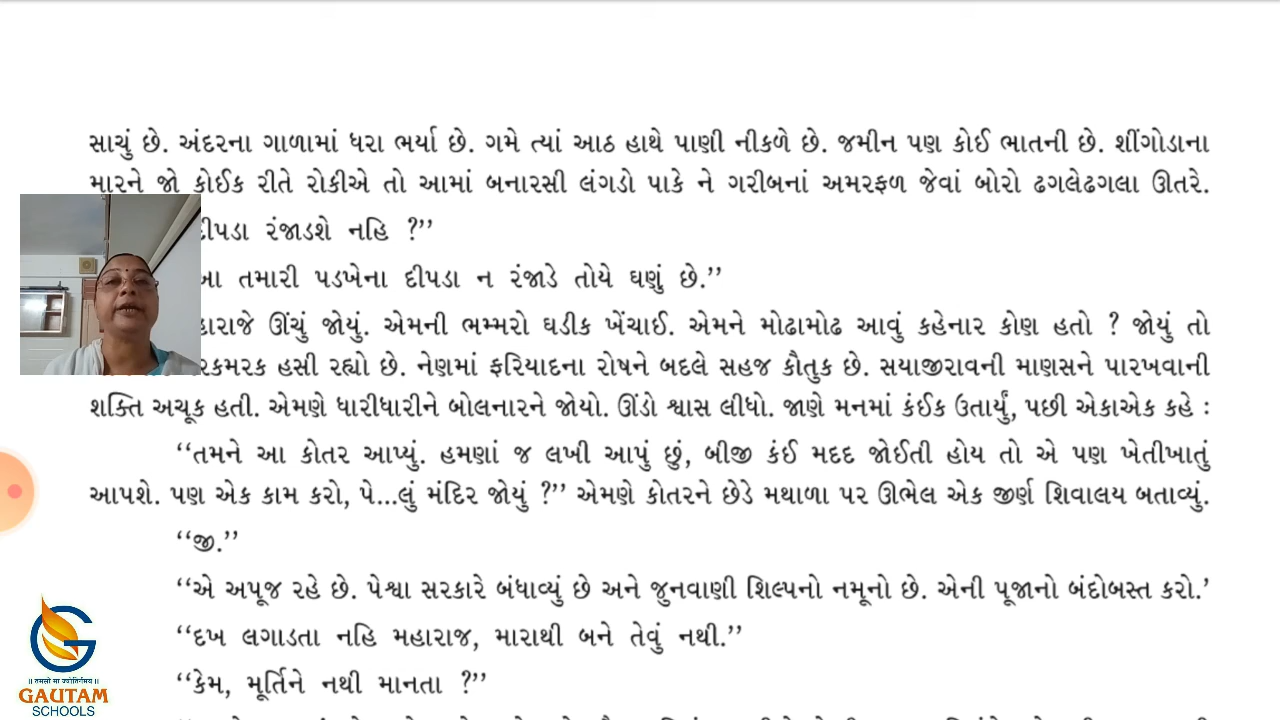 સાચું છે. અંદરના ગાળામાં ધરા ભર્યા છે. ગમે ત્યાં આઠ હાથે પાણી નીકળે છે. જમીન પણ કોઈ ભાતની છે. શીંગોડાના
મારને જો કોઈક રીતે રોકીએ તો આમાં બનારસી લંગડો પાકે ને ગરીબનાં અમરફળ જેવાં બોરો ઢગલેઢગલા ઊતરે.
દીપડા રંજાડશે નહિ ?’’
આ તમારી પડખેના દીપડા ન રંજાડે તોયે ઘણું છે.’’
હારાજે ઊંચું જોયું. એમની ભમ્મરો ઘડીક ખેંચાઈ. એમને મોઢામોઢ આવું કહેનાર કોણ હતો ? જોયું તો
રકમરક હસી રહ્યો છે. નેણમાં ફરિયાદના રોષને બદલે સહજ કૌતુક છે. સયાજીરાવની માણસને પારખવાની
શક્તિ અચૂક હતી. એમણે ધારીધારીને બોલનારને જોયો. ઊંડો શ્વાસ લીધો. જાણે મનમાં કંઈક ઉતાર્યું, પછી એકાએક કહે :
‘‘તમને આ કોતર આપ્યું. હમણાં જ લખી આપું છું, બીજી કંઈ મદદ જોઈતી હોય તો એ પણ ખેતીખાતું
આપશે. પણ એક કામ કરો, પે...લું મંદિર જોયું ?’’ એમણે કોતરને છેડે મથાળા પર ઊભેલ એક જીર્ણ શિવાલય બતાવ્યું.
‘‘જી.’’
‘‘એ અપૂજ રહે છે. પેશ્વા સરકારે બંધાવ્યું છે અને જુનવાણી શિલ્પનો નમૂનો છે. એની પૂજાનો બંદોબસ્ત કરો.’
‘‘દખ લગાડતા નહિ મહારાજ, મારાથી બને તેવું નથી.’’
‘‘કેમ, મૂર્તિને નથી માનતા ?’’
॥ तमसो मा ज्योतिर्गमय ॥
GAUTAM
SCHOOLS